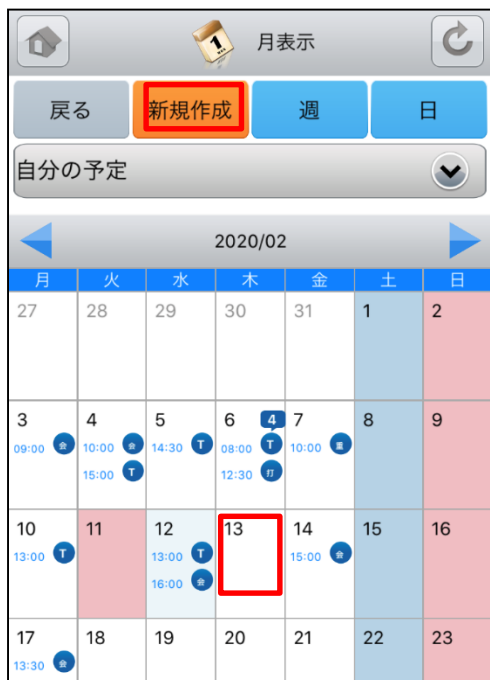 1 月表示
戻る 新規作成 週 日
自分の予定
2020/02
月 火 水 木 金 土 日
27 28 29 30 31 1 2
3 4 5 6 4 7 8 9
09:00 会 10:00 会 14:30 T 08:00 T 10:00 重
15:00 T 12:30 打
10 11 12 13 14 15 16
13:00 T 13:00 T 15:00 会
16:00 会
17 18 19 20 21 22 23
13:30 会